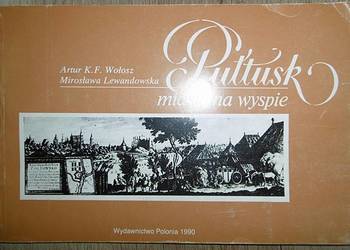 Artur K.F. Wołosz
Mirosława Lewandowska
Pułtusk
miasto na wyspie
Wydawnictwo Polonia 1990